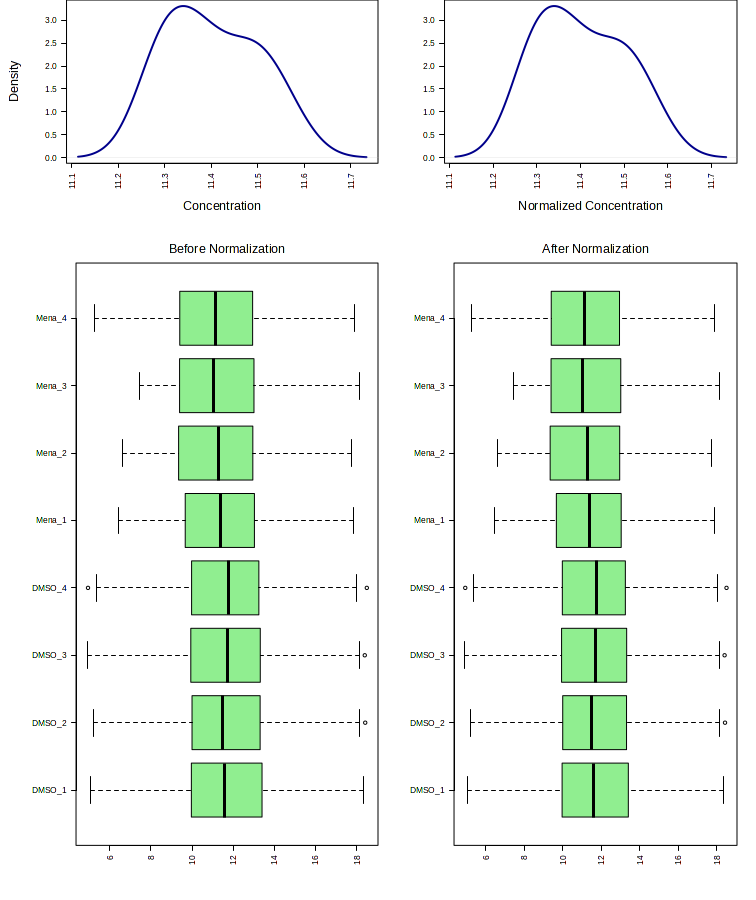 Density
3.0
2.5
2.0
1.5
1.0
0.5
0.0
11.1
11.2
11.3
11.4
11.5
11.6
11.7
Concentration
3.0
2.5
2.0
1.5
1.0
0.5
0.0
11.1
11.2
11.3
11.4
11.5
11.6
11.7
Normalized Concentration
Before Normalization
Mena_4
Mena_3
Mena_2
Mena_1
DMSO_4
DMSO_3
DMSO_2
DMSO_1
6
8
10
12
14
16
18
After Normalization
Mena_4
Mena_3
Mena_2
Mena_1
DMSO_4
DMSO_3
DMSO_2
DMSO_1
6
8
10
12
14
16
18